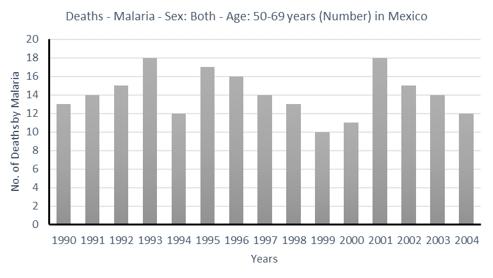 Deaths - Malaria - Sex: Both - Age: 50-69 years (Number) in Mexico
No. of Deaths by Malaria
20
18
16
14
12
10
8
6
4
2
0
1990 1991 1992 1993 1994 1995 1996 1997 1998 1999 2000 2001 2002 2003 2004
Years